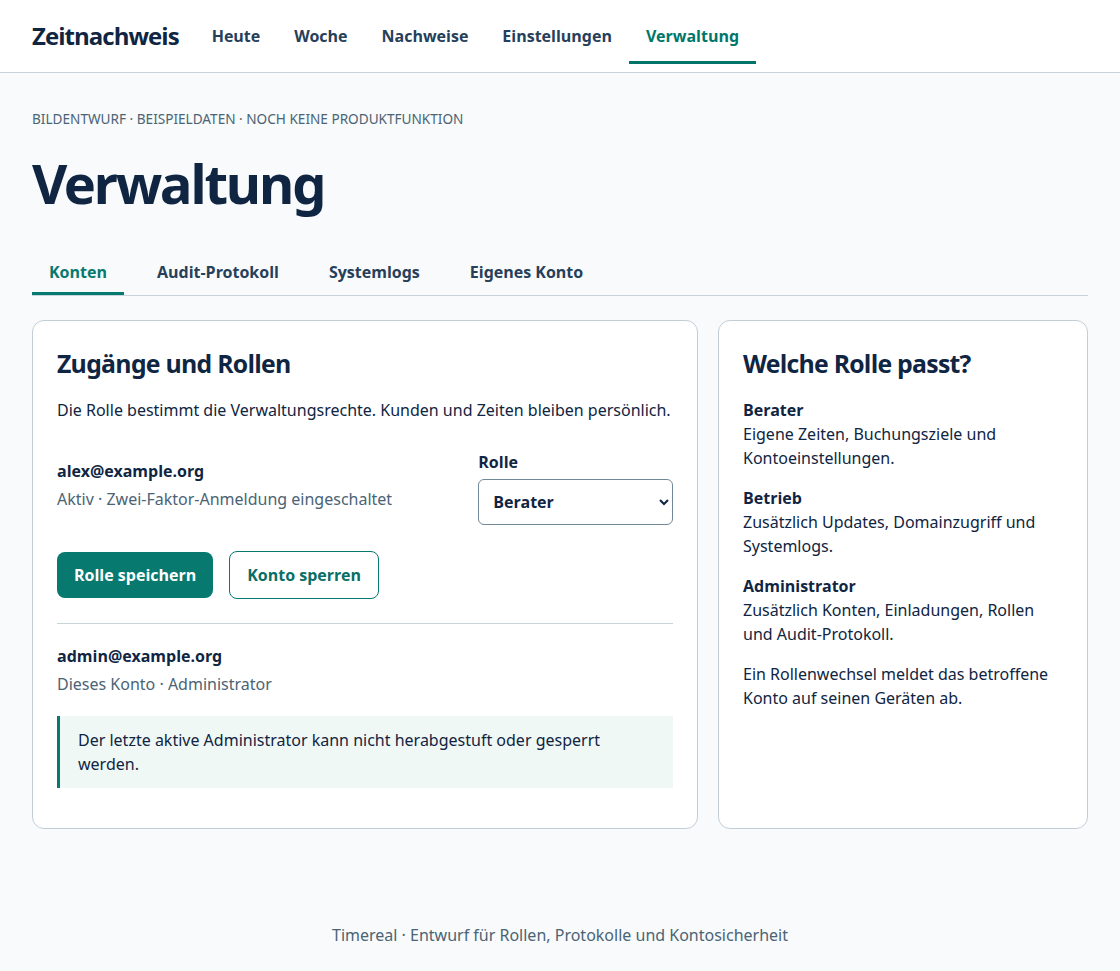 Zeitnachweis Heute Woche Nachweise Einstellungen Verwaltung
BILDENTWURF · BEISPIELDATEN · NOCH KEINE PRODUKTFUNKTION
Verwaltung
Konten Audit-Protokoll Systemlogs Eigenes Konto
Zugänge und Rollen
Die Rolle bestimmt die Verwaltungsrechte. Kunden und Zeiten bleiben persönlich.
alex@example.org
Aktiv · Zwei-Faktor-Anmeldung eingeschaltet
Rolle
Berater
Rolle speichern Konto sperren
admin@example.org
Dieses Konto · Administrator
Der letzte aktive Administrator kann nicht herabgestuft oder gesperrt
werden.
Welche Rolle passt?
Berater
Eigene Zeiten, Buchungsziele und
Kontoeinstellungen.
Betrieb
Zusätzlich Updates, Domainzugriff und
Systemlogs.
Administrator
Zusätzlich Konten, Einladungen, Rollen
und Audit-Protokoll.
Ein Rollenwechsel meldet das betroffene
Konto auf seinen Geräten ab.
Timereal · Entwurf für Rollen, Protokolle und Kontosicherheit